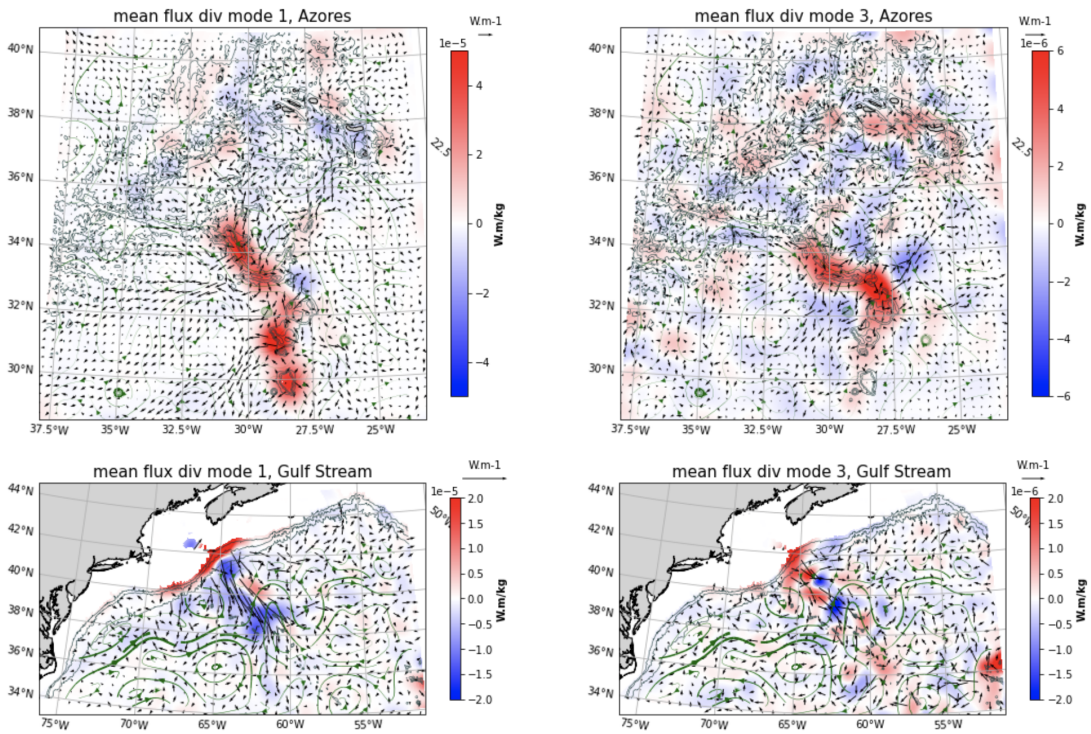 mean flux div mode 1, Azores
W.m-1
1e−5
40°N
38°N
36°N
34°N
32°N
30°N
37.5°W
35°W
32.5°W
30°W
27.5°W
25°W
22.5
4
2
0
−2
−4
W.m/kg
mean flux div mode 3, Azores
W.m-1
1e−6
40°N
38°N
36°N
34°N
32°N
30°N
37.5°W
35°W
32.5°W
30°W
27.5°W
25°W
22.5
6
4
2
0
−2
−4
−6
W.m/kg
mean flux div mode 1, Gulf Stream
W.m-1
1e−5
44°N
42°N
40°N
38°N
36°N
34°N
75°W
70°W
65°W
60°W
55°W
50°W
2.0
1.5
1.0
0.5
0.0
−0.5
−1.0
−1.5
−2.0
W.m/kg
mean flux div mode 3, Gulf Stream
W.m-1
1e−6
44°N
42°N
40°N
38°N
36°N
34°N
75°W
70°W
65°W
60°W
55°W
50°W
2.0
1.5
1.0
0.5
0.0
−0.5
−1.0
−1.5
−2.0
W.m/kg